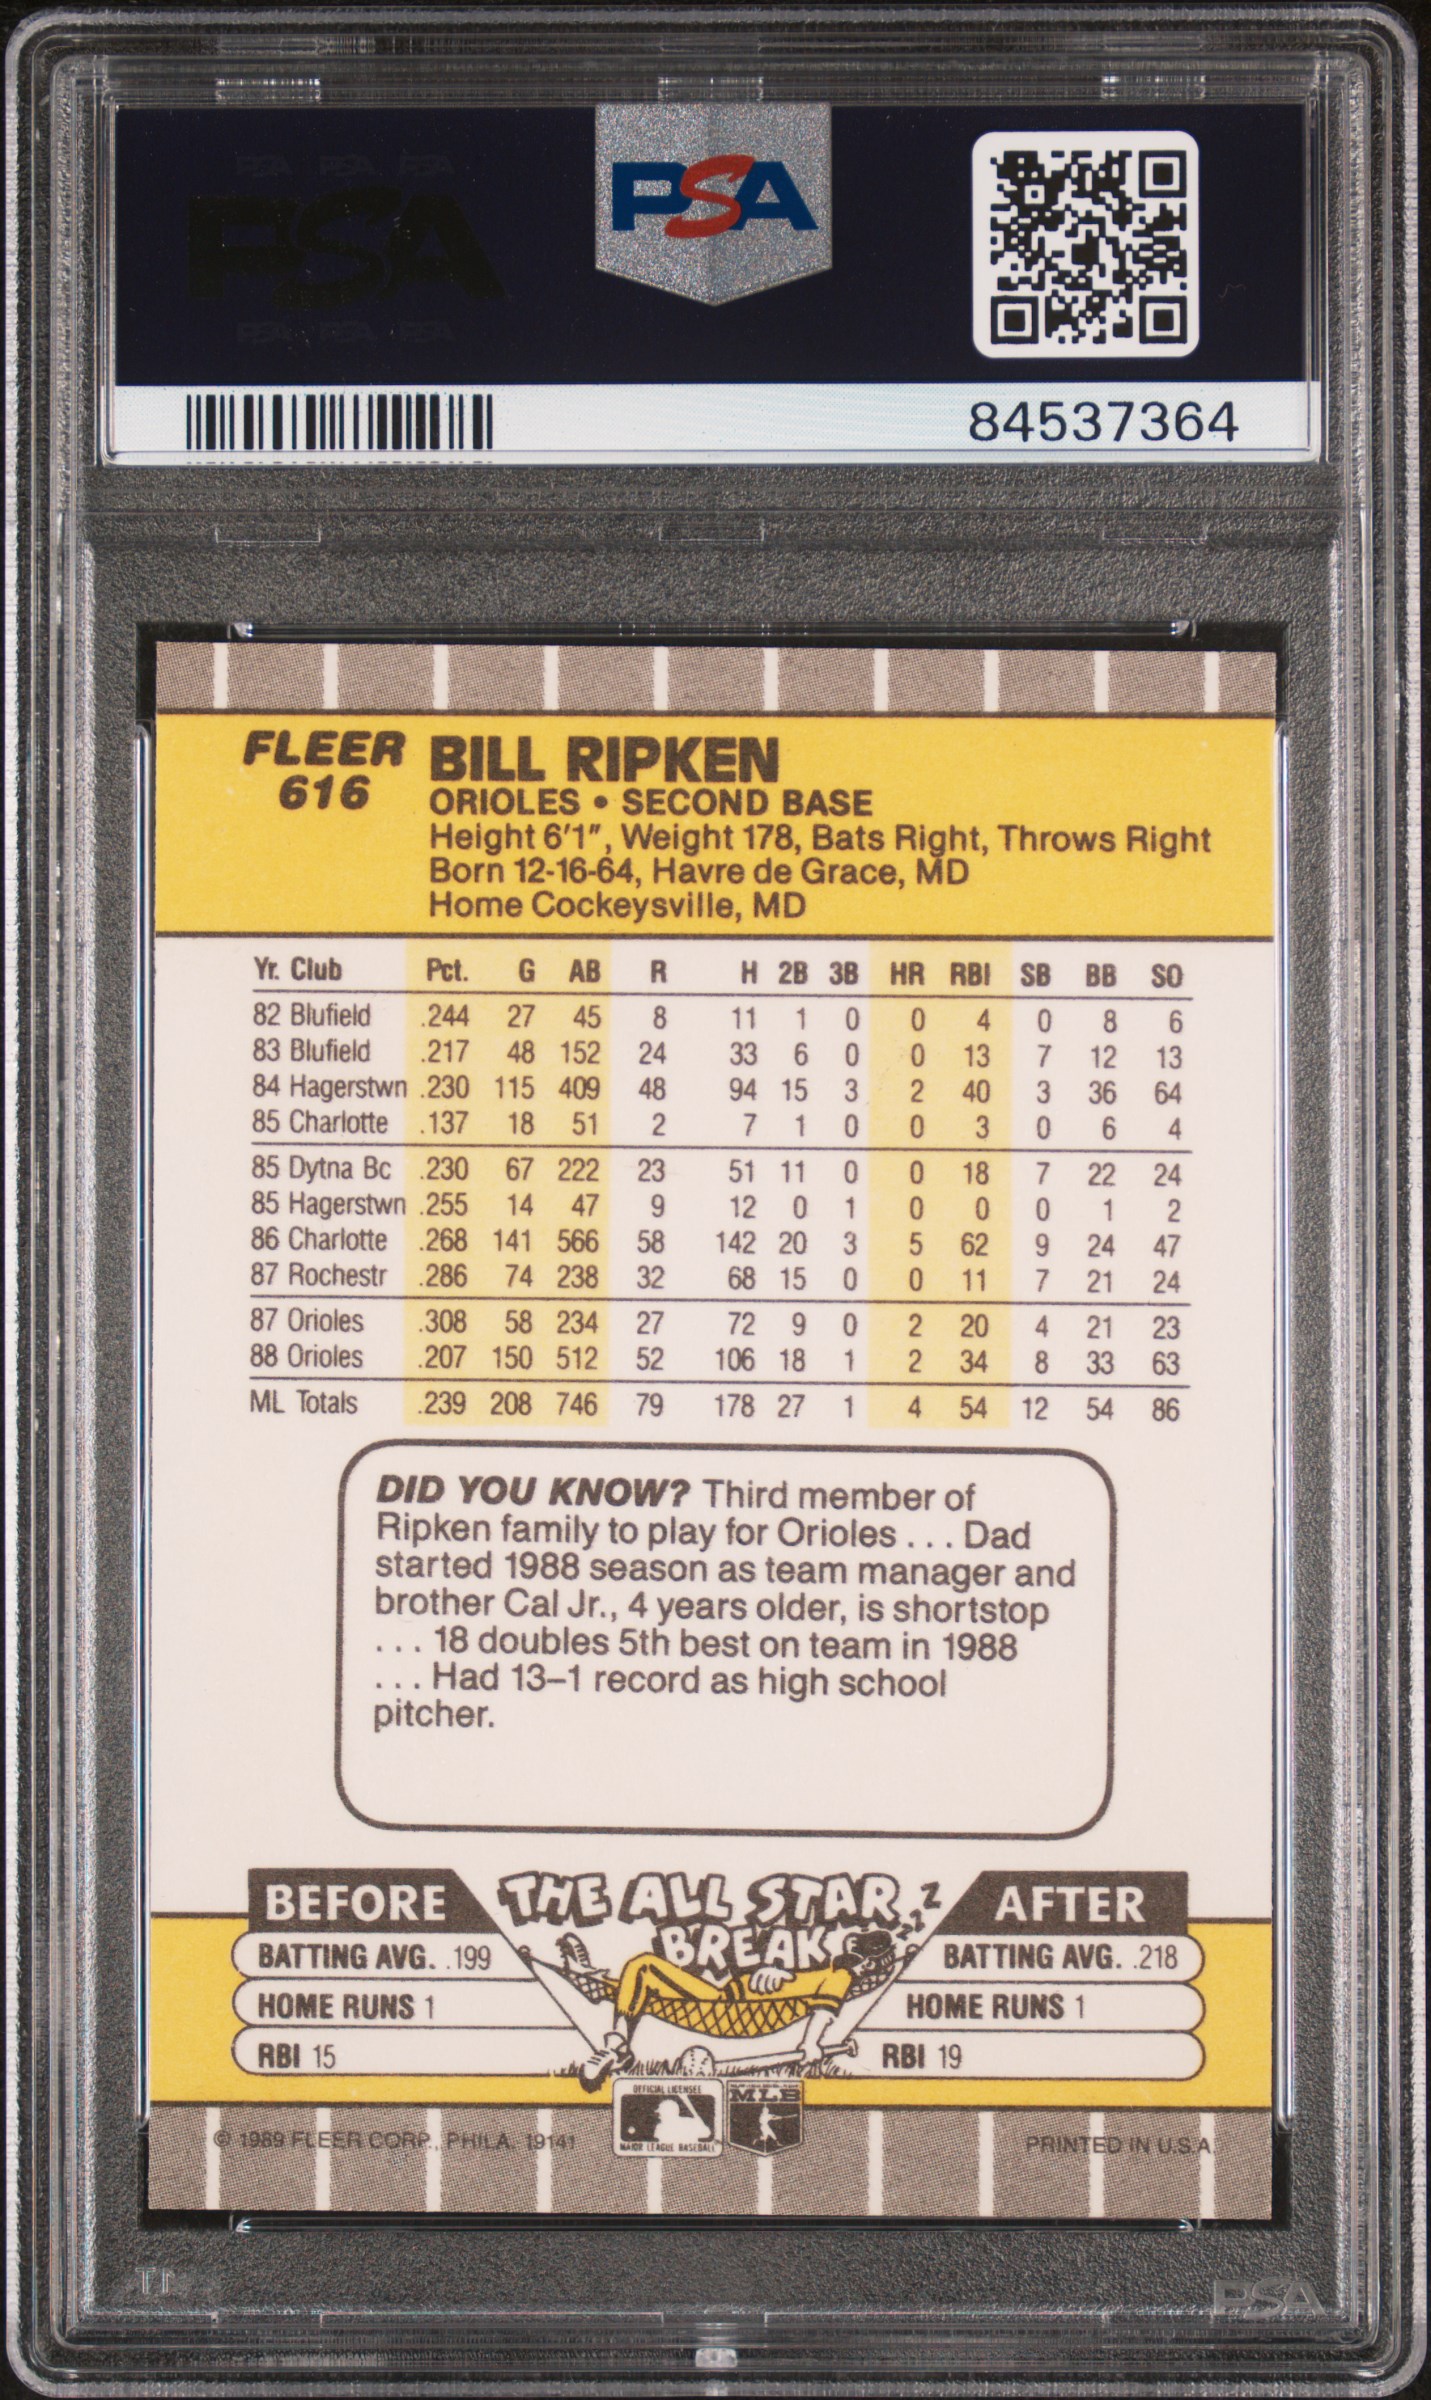 PSA
PSA
84537364
FLEER
616
BILL RIPKEN
ORIOLES • SECOND BASE
Height 6'1", Weight 178, Bats Right, Throws Right
Born 12-16-64, Havre de Grace, MD
Home Cockeysville, MD
Yr. Club Pct. G AB R H 2B 3B HR RBI SB BB SO
82 Blufield .244 27 45 8 11 1 0 0 4 0 8 6
83 Blufield .217 48 152 24 33 6 0 0 13 7 12 13
84 Hagerstwn .230 115 409 48 94 15 3 2 40 3 36 64
85 Charlotte .137 18 51 2 7 1 0 0 3 0 6 4
85 Dytna Bc .230 67 222 23 51 11 0 0 18 7 22 24
85 Hagerstwn .255 14 47 9 12 0 1 0 0 0 1 2
86 Charlotte .268 141 566 58 142 20 3 5 62 9 24 47
87 Rochestr .286 74 238 32 68 15 0 0 11 7 21 24
87 Orioles .308 58 234 27 72 9 0 2 20 4 21 23
88 Orioles .207 150 512 52 106 18 1 2 34 8 33 63
ML Totals .239 208 746 79 178 27 1 4 54 12 54 86
DID YOU KNOW? Third member of
Ripken family to play for Orioles . . . Dad
started 1988 season as team manager and
brother Cal Jr., 4 years older, is shortstop
. . . 18 doubles 5th best on team in 1988
. . . Had 13–1 record as high school
pitcher.
BEFORE THE ALL STAR BREAK zzzz AFTER
BATTING AVG. .199 BATTING AVG. .218
HOME RUNS 1 HOME RUNS 1
RBI 15 RBI 19
OFFICIAL LICENSEE
MAJOR LEAGUE BASEBALL
MLB
© 1989 FLEER CORP., PHILA. 19141 PRINTED IN U.S.A.
PSA